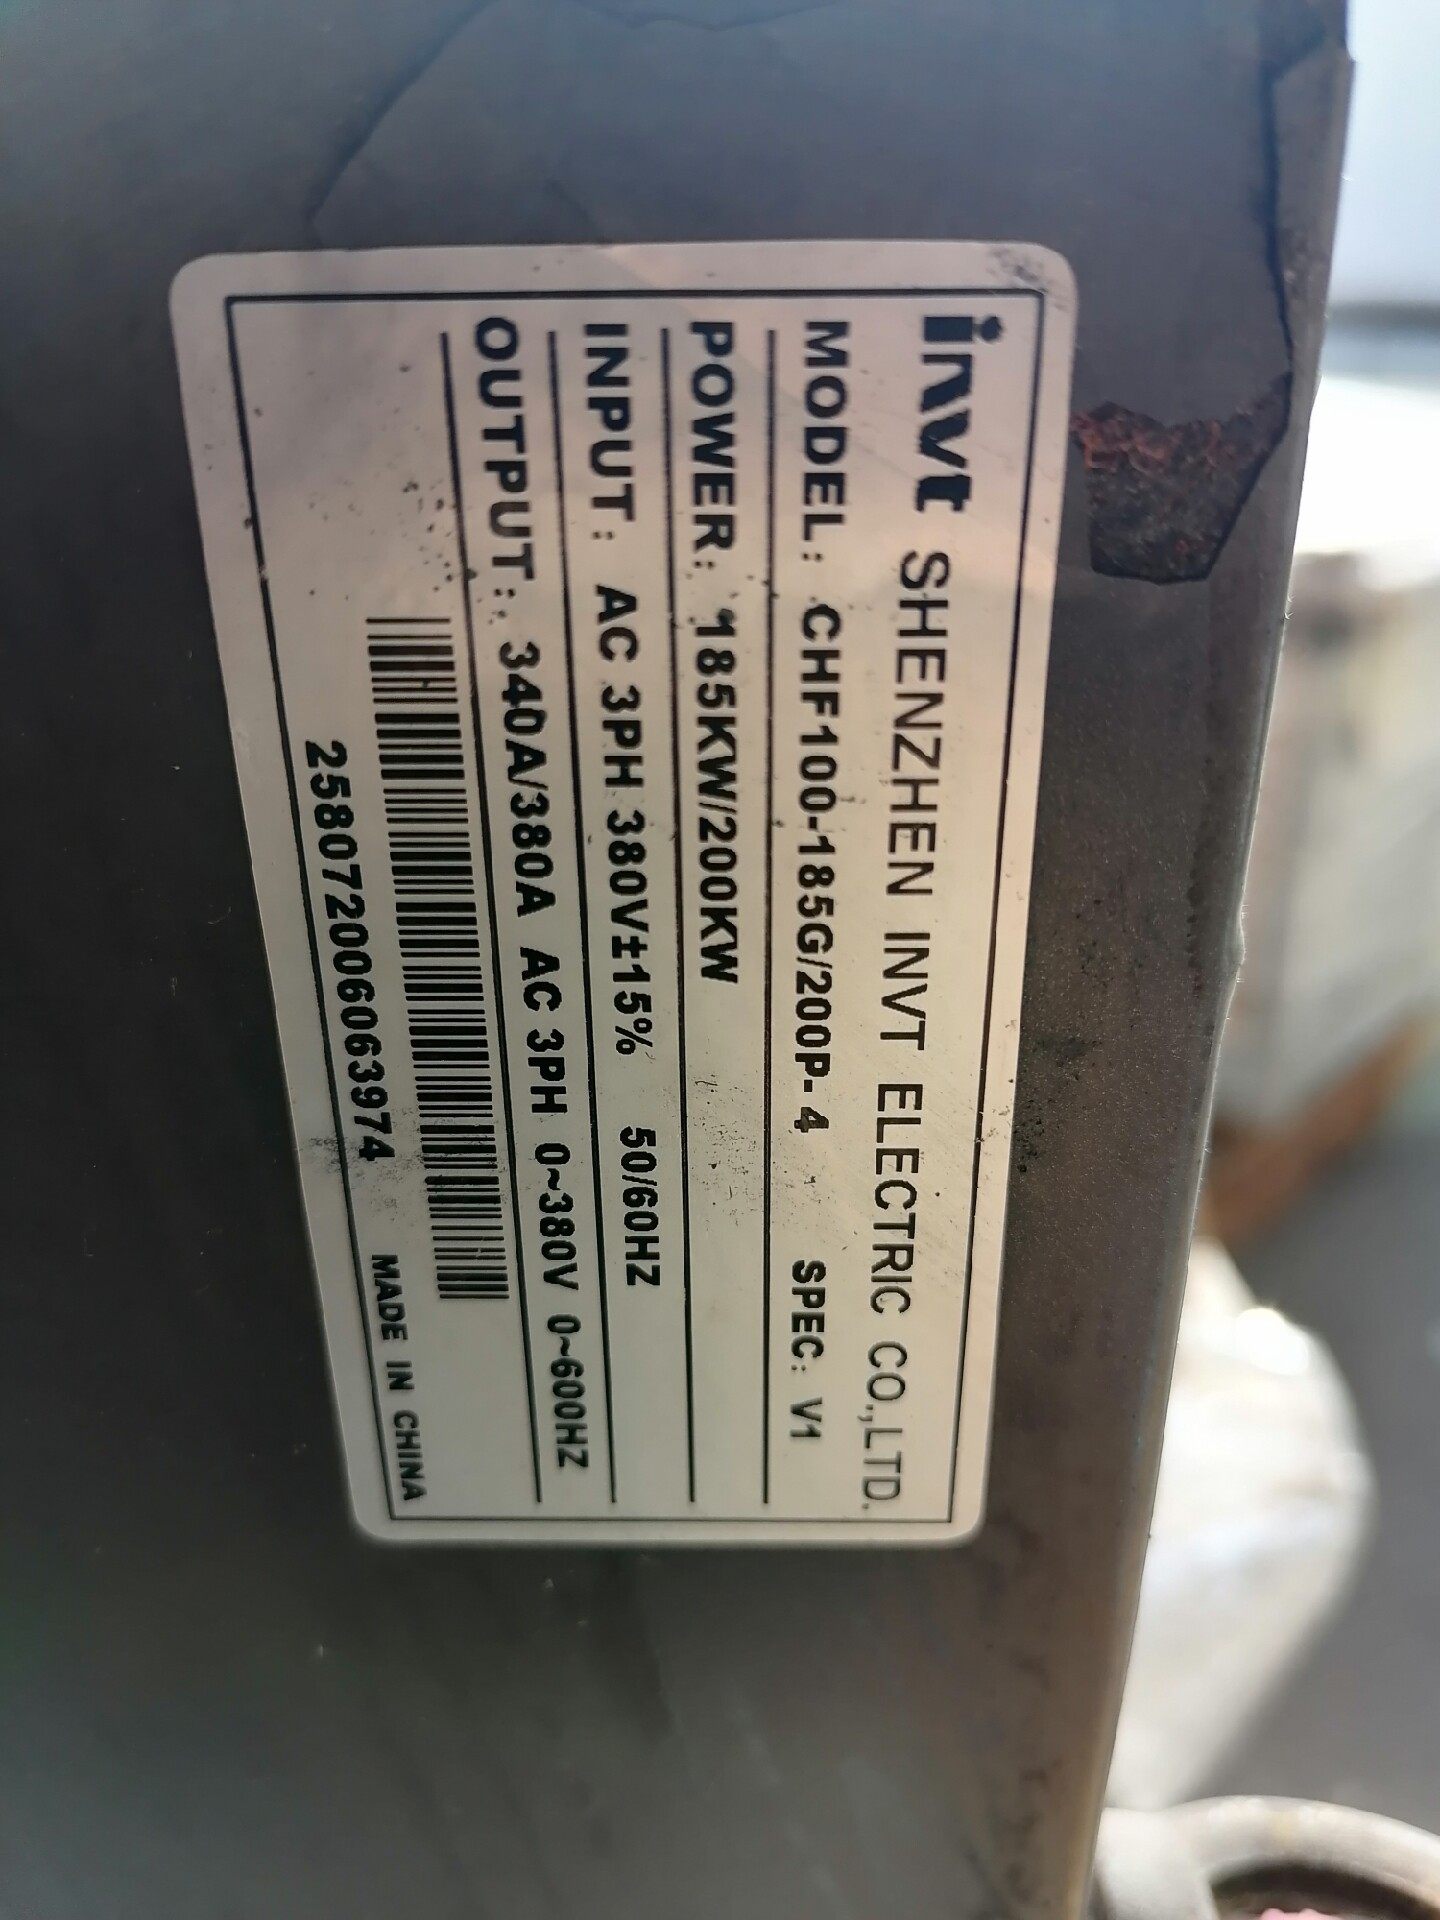 invt SHENZHEN INVT ELECTRIC CO.,LTD.
MODEL: CHF100-185G/200P-4 SPEC: V1
POWER: 185KW/200KW
INPUT: AC 3PH 380V±15% 50/60HZ
OUTPUT: 340A/380A AC 3PH 0~380V 0~600HZ
2580720060603974 MADE IN CHINA